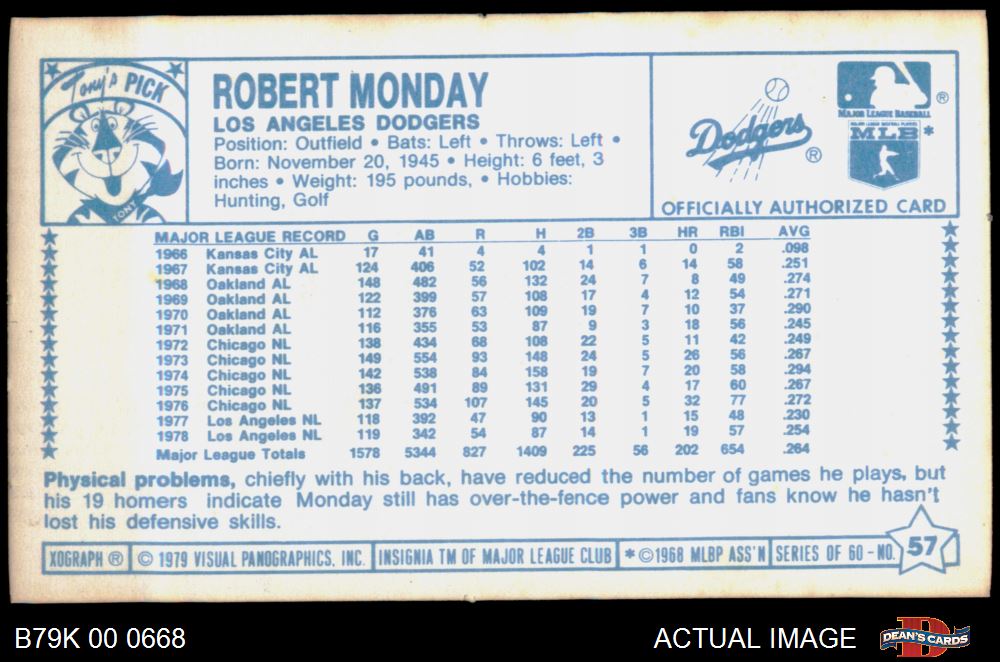 Tony's PICK
TONY
ROBERT MONDAY
LOS ANGELES DODGERS
Position: Outfield • Bats: Left • Throws: Left •
Born: November 20, 1945 • Height: 6 feet, 3
inches • Weight: 195 pounds, • Hobbies:
Hunting, Golf
Dodgers ®
®
MAJOR LEAGUE BASEBALL
MAJOR LEAGUE BASEBALL PLAYERS
MLB*
OFFICIALLY AUTHORIZED CARD
MAJOR LEAGUE RECORD G AB R H 2B 3B HR RBI AVG
1966 Kansas City AL 17 41 4 4 1 1 0 2 .098
1967 Kansas City AL 124 406 52 102 14 6 14 58 .251
1968 Oakland AL 148 482 56 132 24 7 8 49 .274
1969 Oakland AL 122 399 57 108 17 4 12 54 .271
1970 Oakland AL 112 376 63 109 19 7 10 37 .290
1971 Oakland AL 116 355 53 87 9 3 18 56 .245
1972 Chicago NL 138 434 68 108 22 5 11 42 .249
1973 Chicago NL 149 554 93 148 24 5 26 56 .267
1974 Chicago NL 142 538 84 158 19 7 20 58 .294
1975 Chicago NL 136 491 89 131 29 4 17 60 .267
1976 Chicago NL 137 534 107 145 20 5 32 77 .272
1977 Los Angeles NL 118 392 47 90 13 1 15 48 .230
1978 Los Angeles NL 119 342 54 87 14 1 19 57 .254
Major League Totals 1578 5344 827 1409 225 56 202 654 .264
Physical problems, chiefly with his back, have reduced the number of games he plays, but
his 19 homers indicate Monday still has over-the-fence power and fans know he hasn't
lost his defensive skills.
XOGRAPH ® © 1979 VISUAL PANOGRAPHICS, INC. INSIGNIA TM OF MAJOR LEAGUE CLUB * ©1968 MLBP ASS'N SERIES OF 60 - NO. 57
B79K 00 0668
ACTUAL IMAGE
DEAN'S CARDS